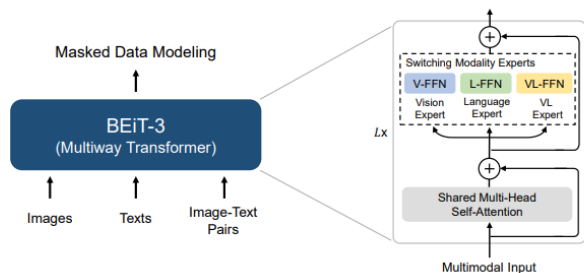 Masked Data Modeling
BEiT-3
(Multiway Transformer)
Images
Texts
Image-Text
Pairs
Switching Modality Experts
V-FFN
L-FFN
VL-FFN
Vision
Expert
Language
Expert
VL
Expert
Lx
Shared Multi-Head
Self-Attention
Multimodal Input